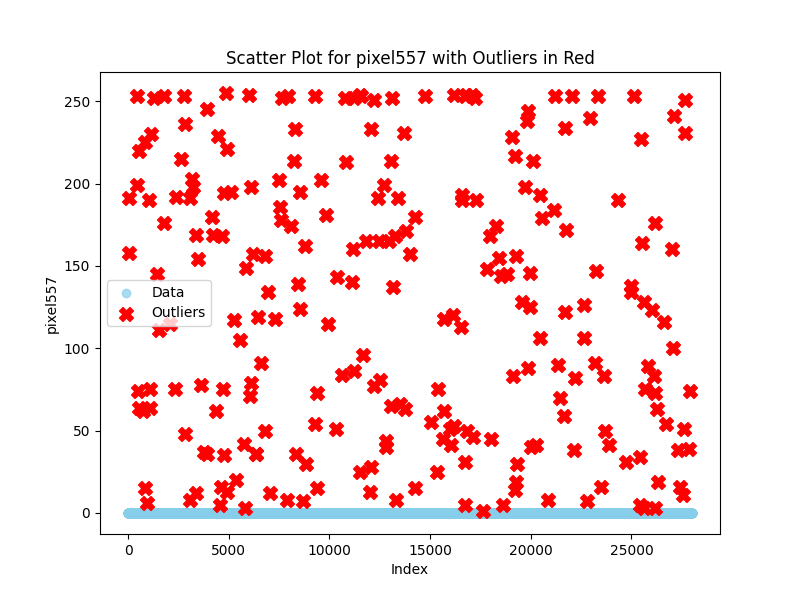 Scatter Plot for pixel557 with Outliers in Red
250
200
150
100
50
0
pixel557
Data
Outliers
0
5000
10000
15000
20000
25000
Index